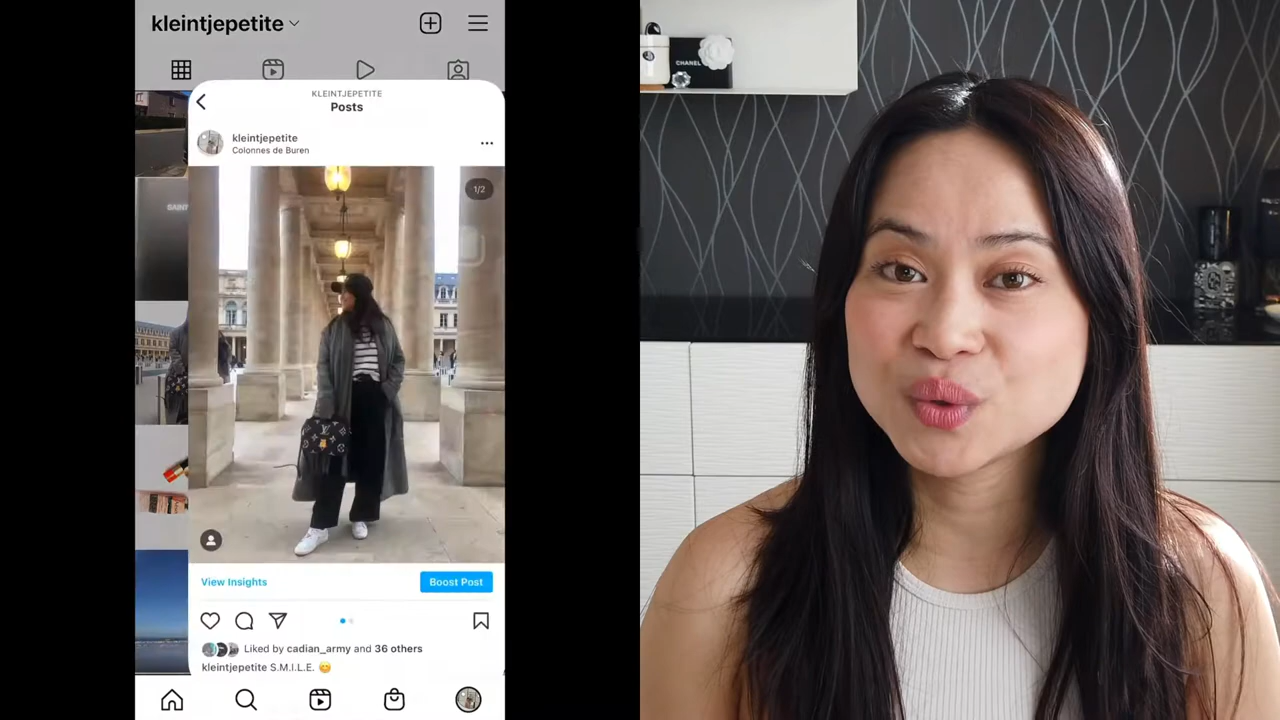 kleintjepetite
KLEINTJEPETITE
Posts
kleintjepetite
Colonnes de Buren
1/2
View Insights
Boost Post
Liked by cadian_army and 36 others
kleintjepetite S.M.I.L.E. 😊
CHANEL